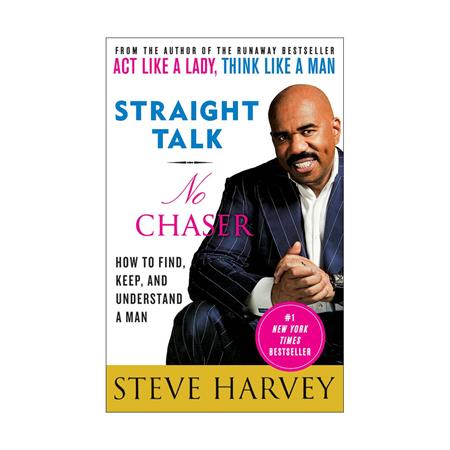 FROM THE AUTHOR OF THE RUNAWAY BESTSELLER
ACT LIKE A LADY, THINK LIKE A MAN
STRAIGHT
TALK
No
CHASER
HOW TO FIND,
KEEP, AND
UNDERSTAND
A MAN
#1
NEW YORK
TIMES
BESTSELLER
STEVE HARVEY